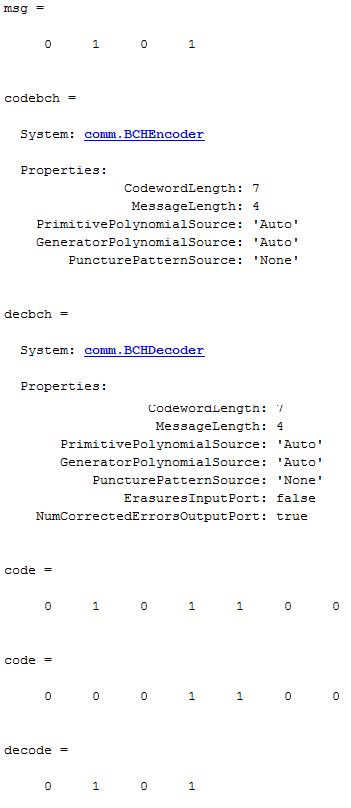 msg =
0 1 0 1
codebch =
System: comm.BCHEncoder
Properties:
CodewordLength: 7
MessageLength: 4
PrimitivePolynomialSource: 'Auto'
GeneratorPolynomialSource: 'Auto'
PuncturePatternSource: 'None'
decbch =
System: comm.BCHDecoder
Properties:
CodewordLength: 7
MessageLength: 4
PrimitivePolynomialSource: 'Auto'
GeneratorPolynomialSource: 'Auto'
PuncturePatternSource: 'None'
ErasuresInputPort: false
NumCorrectedErrorsOutputPort: true
code =
0 1 0 1 1 0 0
code =
0 0 0 1 1 0 0
decode =
0 1 0 1